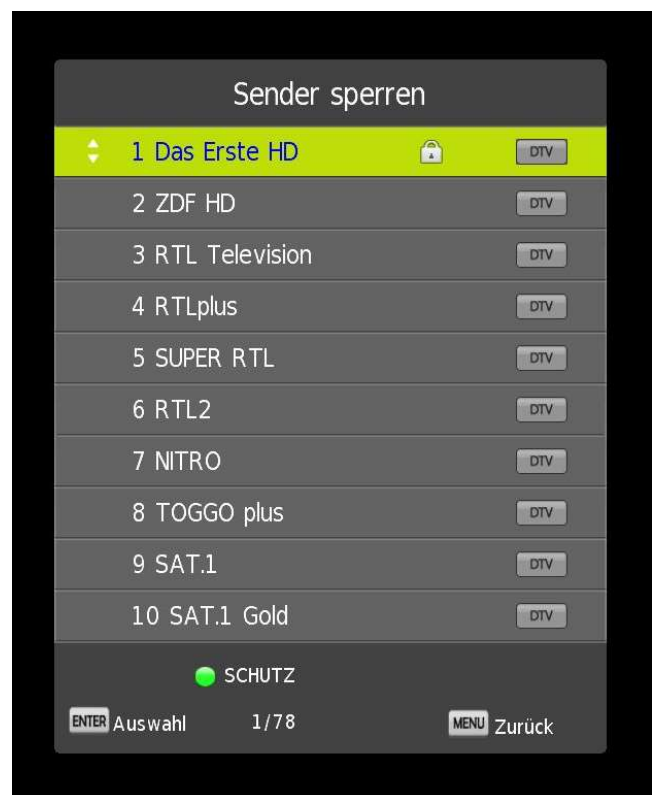 Sender sperren
1 Das Erste HD DTV
2 ZDF HD DTV
3 RTL Television DTV
4 RTLplus DTV
5 SUPER RTL DTV
6 RTL2 DTV
7 NITRO DTV
8 TOGGO plus DTV
9 SAT.1 DTV
10 SAT.1 Gold DTV
SCHUTZ
ENTER Auswahl 1/78 MENU Zurück